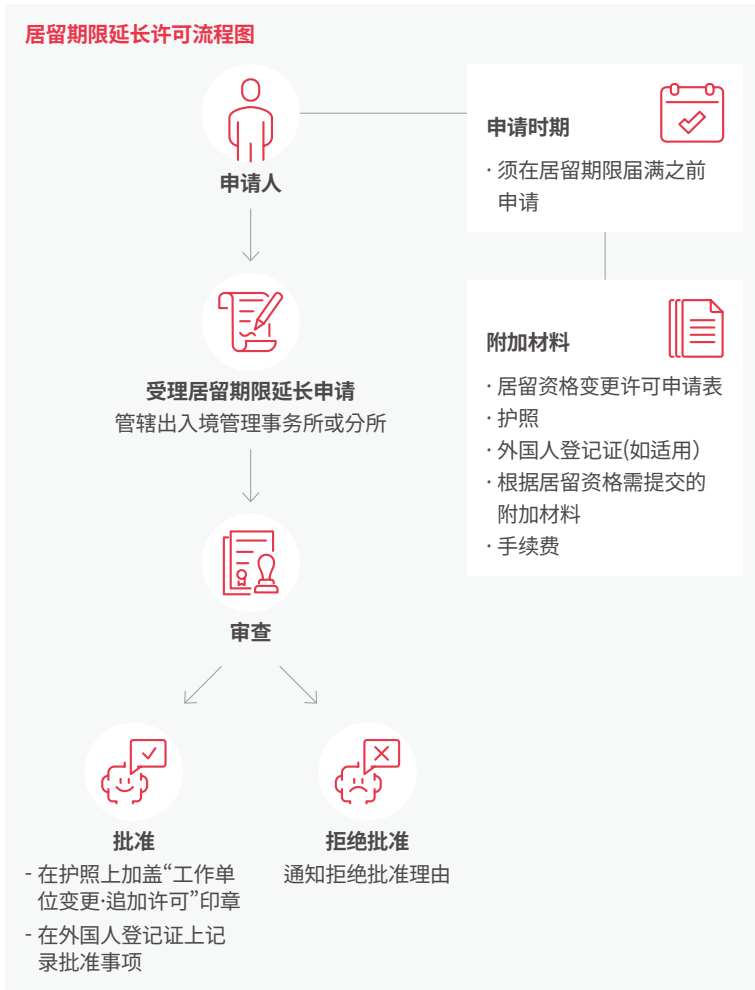 居留期限延长许可流程图
申请人
申请时期
· 须在居留期限届满之前
申请
附加材料
· 居留资格变更许可申请表
· 护照
· 外国人登记证(如适用）
· 根据居留资格需提交的
附加材料
· 手续费
受理居留期限延长申请
管辖出入境管理事务所或分所
审查
批准
- 在护照上加盖“工作单
位变更·追加许可”印章
- 在外国人登记证上记
录批准事项
拒绝批准
通知拒绝批准理由